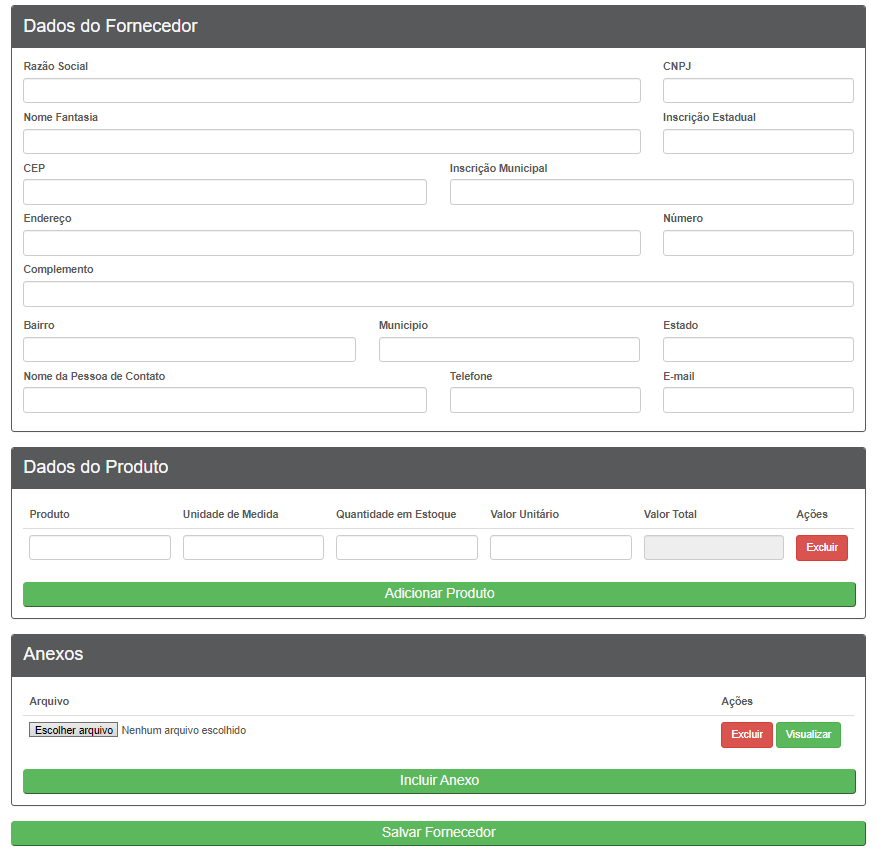 Dados do Fornecedor
Razão Social CNPJ
Nome Fantasia Inscrição Estadual
CEP Inscrição Municipal
Endereço Número
Complemento
Bairro Municipio Estado
Nome da Pessoa de Contato Telefone E-mail
Dados do Produto
Produto Unidade de Medida Quantidade em Estoque Valor Unitário Valor Total Ações
Excluir
Adicionar Produto
Anexos
Arquivo Ações
Escolher arquivo Nenhum arquivo escolhido Excluir Visualizar
Incluir Anexo
Salvar Fornecedor